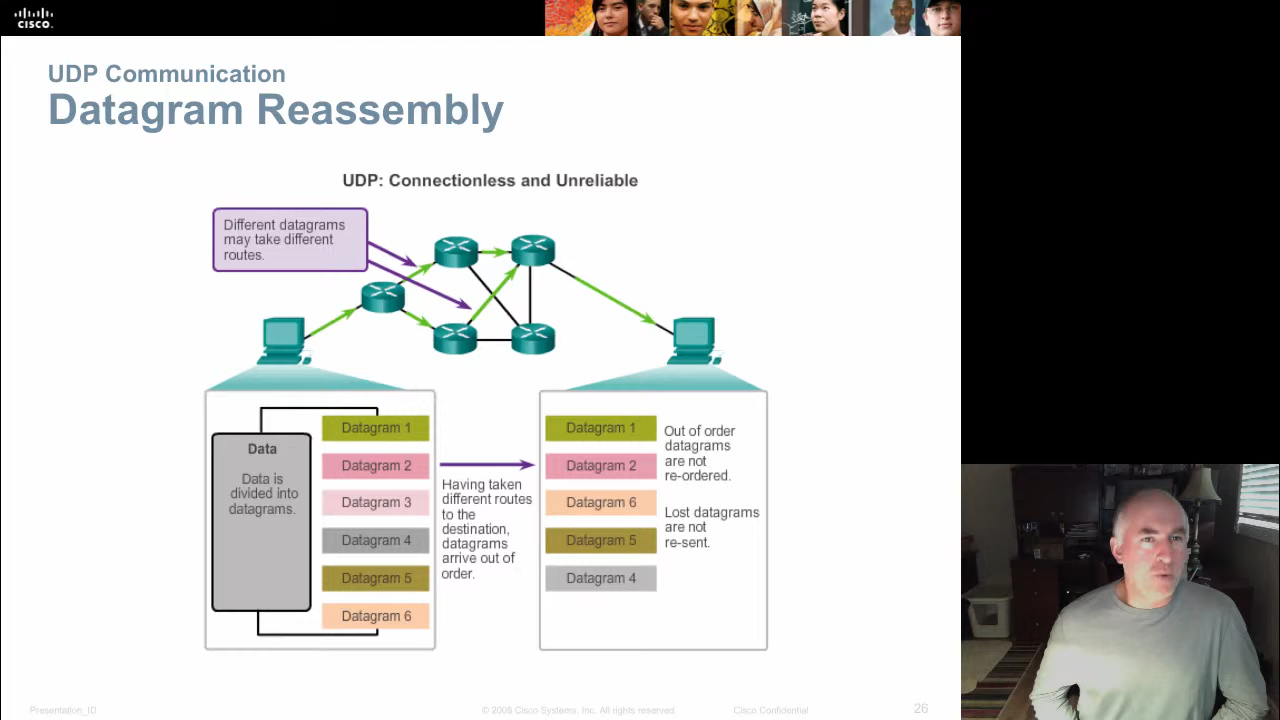 CISCO
UDP Communication
Datagram Reassembly
UDP: Connectionless and Unreliable
Different datagrams
may take different
routes.
Data
Data is
divided into
datagrams.
Datagram 1
Datagram 2
Datagram 3
Datagram 4
Datagram 5
Datagram 6
Having taken
different routes
to the
destination,
datagrams
arrive out of
order.
Datagram 1
Datagram 2
Datagram 6
Datagram 5
Datagram 4
Out of order
datagrams
are not
re-ordered.
Lost datagrams
are not
re-sent.
Presentation_ID
© 2008 Cisco Systems, Inc. All rights reserved.
Cisco Confidential
26